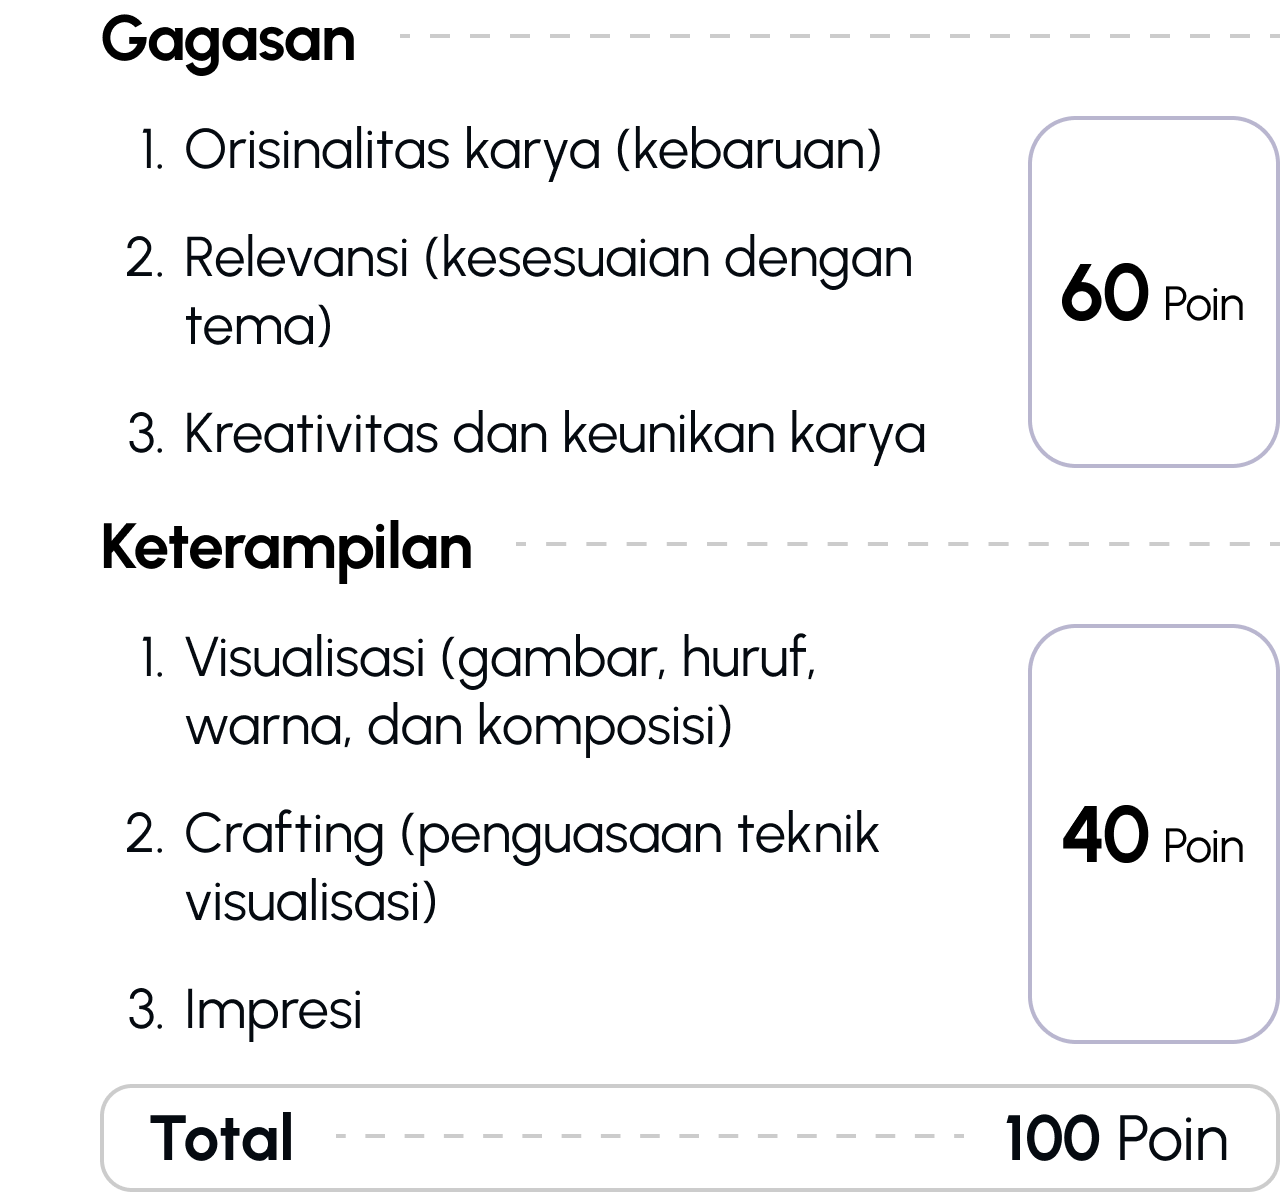 Gagasan
1. Orisinalitas karya (kebaruan)
2. Relevansi (kesesuaian dengan
tema)
3. Kreativitas dan keunikan karya
60 Poin
Keterampilan
1. Visualisasi (gambar, huruf,
warna, dan komposisi)
2. Crafting (penguasaan teknik
visualisasi)
3. Impresi
40 Poin
Total 100 Poin